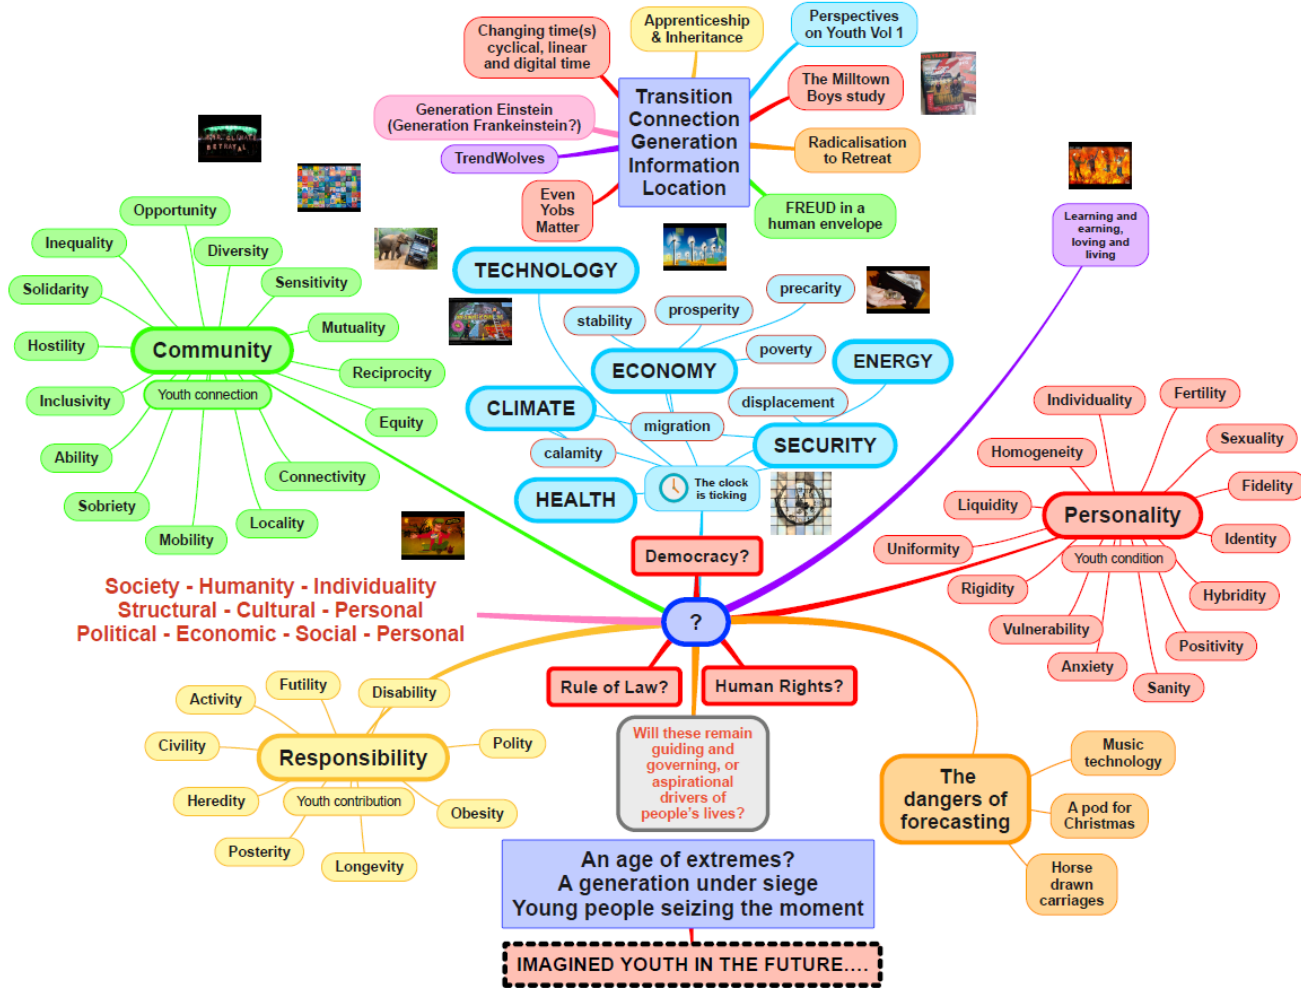 Changing time(s)
cyclical, linear
and digital time
Apprenticeship
& Inheritance
Perspectives
on Youth Vol 1
Generation Einstein
(Generation Frankeinstein?)
TrendWolves
Even
Yobs
Matter
Transition
Connection
Generation
Information
Location
The Milltown
Boys study
Radicalisation
to Retreat
FREUD in a
human envelope
Learning and
earning,
loving and
living
Opportunity
Inequality
Diversity
Solidarity
Sensitivity
Hostility
Mutuality
Community
Youth connection
Reciprocity
Inclusivity
Equity
Ability
Connectivity
Sobriety
Locality
Mobility
TECHNOLOGY
stability
prosperity
precarity
ECONOMY
poverty
ENERGY
CLIMATE
displacement
migration
calamity
SECURITY
HEALTH
The clock
is ticking
Individuality
Fertility
Homogeneity
Sexuality
Liquidity
Fidelity
Personality
Youth condition
Uniformity
Identity
Rigidity
Hybridity
Vulnerability
Positivity
Anxiety
Sanity
Democracy?
?
Rule of Law?
Human Rights?
Society - Humanity - Individuality
Structural - Cultural - Personal
Political - Economic - Social - Personal
Activity
Futility
Disability
Civility
Responsibility
Youth contribution
Polity
Heredity
Obesity
Posterity
Longevity
Will these remain
guiding and
governing, or
aspirational
drivers of
people's lives?
The
dangers of
forecasting
Music
technology
A pod for
Christmas
Horse
drawn
carriages
An age of extremes?
A generation under siege
Young people seizing the moment
IMAGINED YOUTH IN THE FUTURE....